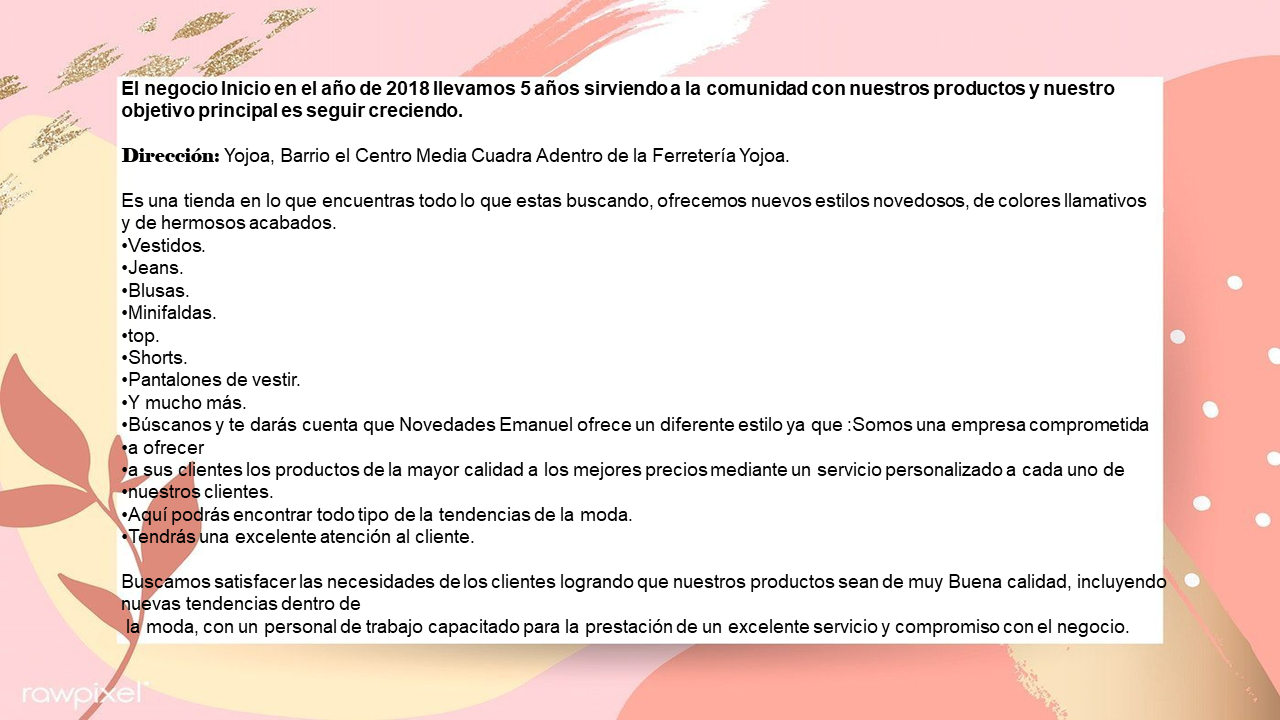 El negocio Inicio en el año de 2018 llevamos 5 años sirviendo a la comunidad con nuestros productos y nuestro
objetivo principal es seguir creciendo.
Dirección: Yojoa, Barrio el Centro Media Cuadra Adentro de la Ferretería Yojoa.
Es una tienda en lo que encuentras todo lo que estas buscando, ofrecemos nuevos estilos novedosos, de colores llamativos
y de hermosos acabados.
•Vestidos.
•Jeans.
•Blusas.
•Minifaldas.
•top.
•Shorts.
•Pantalones de vestir.
•Y mucho más.
•Búscanos y te darás cuenta que Novedades Emanuel ofrece un diferente estilo ya que :Somos una empresa comprometida
•a ofrecer
•a sus clientes los productos de la mayor calidad a los mejores precios mediante un servicio personalizado a cada uno de
•nuestros clientes.
•Aquí podrás encontrar todo tipo de la tendencias de la moda.
•Tendrás una excelente atención al cliente.
Buscamos satisfacer las necesidades de los clientes logrando que nuestros productos sean de muy Buena calidad, incluyendo
nuevas tendencias dentro de
la moda, con un personal de trabajo capacitado para la prestación de un excelente servicio y compromiso con el negocio.
rawpixel